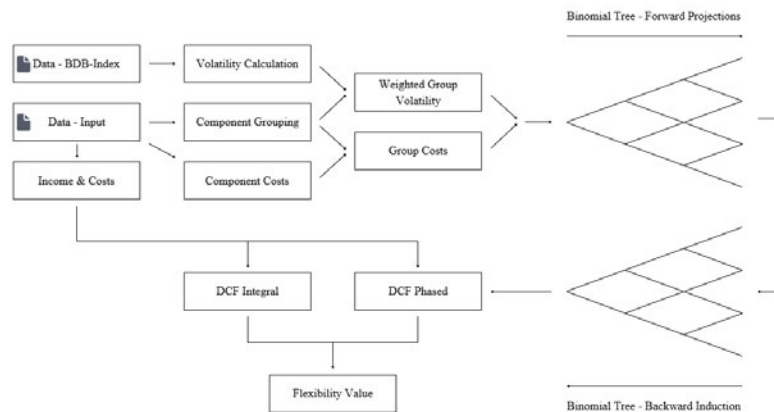 Binomial Tree - Forward Projections
Data - BDB-Index
Volatility Calculation
Weighted Group
Volatility
Data - Input
Component Grouping
Group Costs
Income & Costs
Component Costs
DCF Integral
DCF Phased
Flexibility Value
Binomial Tree - Backward Induction